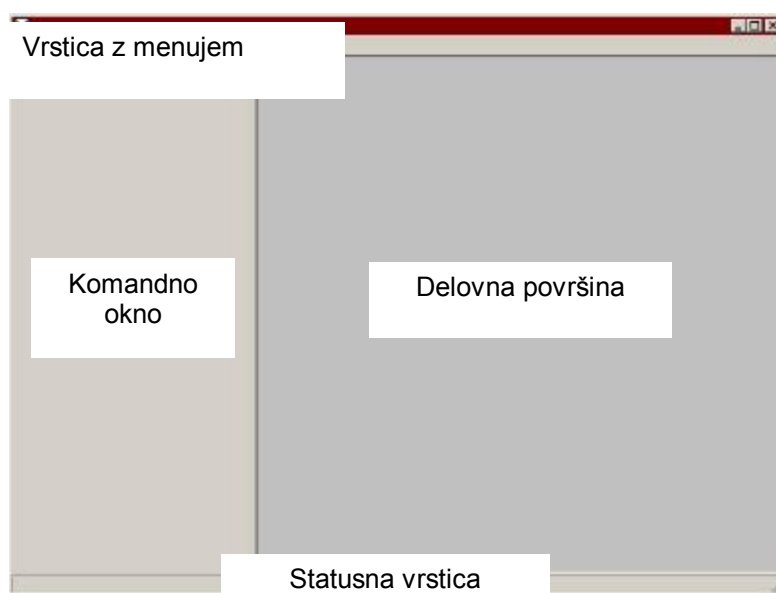 Vrstica z menujem
Komandno
okno
Delovna površina
Statusna vrstica